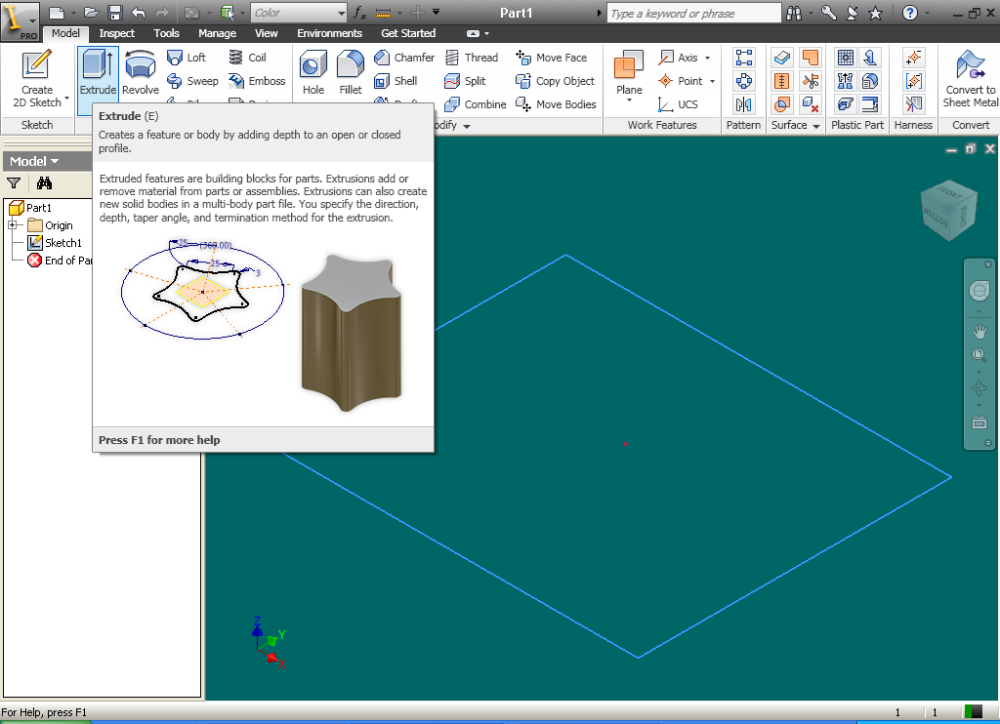 PRO
Color
Part1
Type a keyword or phrase
Model Inspect Tools Manage View Environments Get Started
Create
2D Sketch
Extrude
Revolve
Loft
Sweep
Coil
Emboss
Hole
Fillet
Chamfer
Shell
Thread
Split
Combine
Move Face
Copy Object
Move Bodies
Plane
Axis
Point
UCS
Convert to
Sheet Metal
Sketch
Work Features
Pattern
Surface
Plastic Part
Harness
Convert
Extrude (E)
Creates a feature or body by adding depth to an open or closed
profile.
Extruded features are building blocks for parts. Extrusions add or
remove material from parts or assemblies. Extrusions can also create
new solid bodies in a multi-body part file. You specify the direction,
depth, taper angle, and termination method for the extrusion.
25
(360.00)
25
3
Press F1 for more help
Model
Part1
Origin
Sketch1
End of Pa
BOTTOM
RIGHT
Z
Y
X
For Help, press F1
1
1